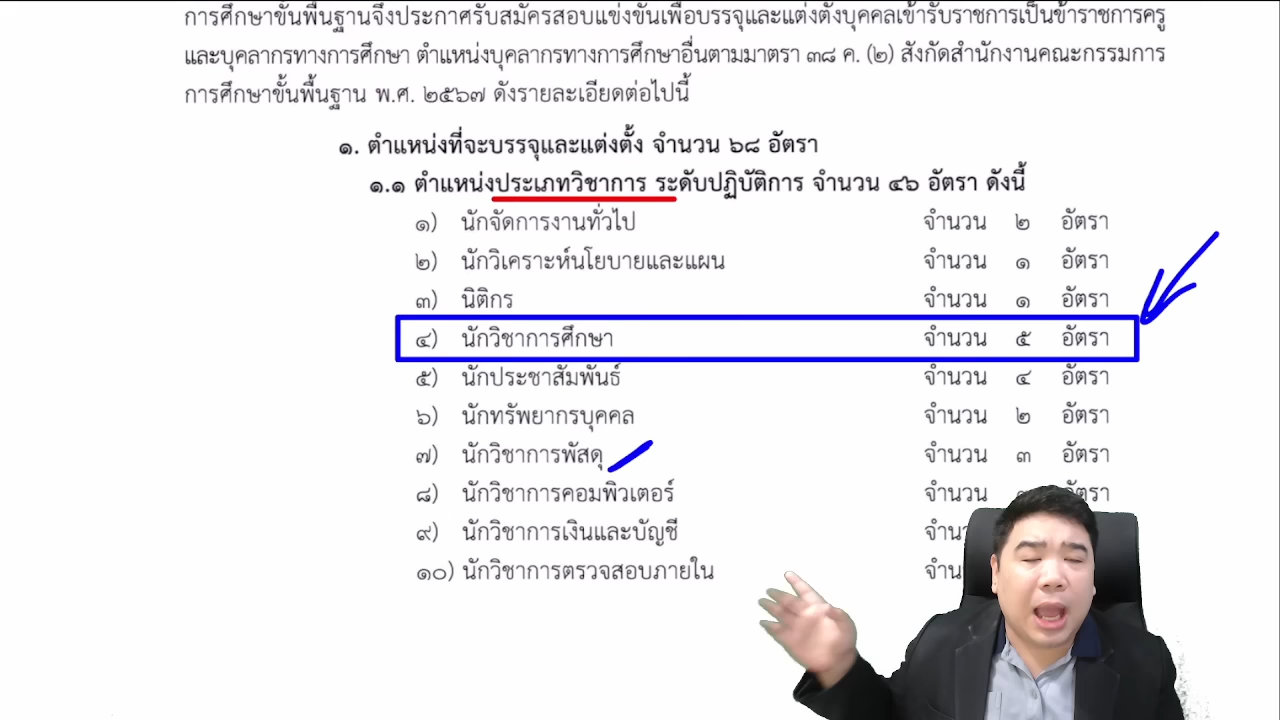 การศึกษาขั้นพื้นฐานจึงประกาศรับสมัครสอบแข่งขันเพื่อบรรจุและแต่งตั้งบุคคลเข้ารับราชการเป็นข้าราชการครู
และบุคลากรทางการศึกษา ตำแหน่งบุคลากรทางการศึกษาอื่นตามมาตรา ๓๘ ค. (๒) สังกัดสำนักงานคณะกรรมการ
การศึกษาขั้นพื้นฐาน พ.ศ. ๒๕๖๗ ดังรายละเอียดต่อไปนี้
๑. ตำแหน่งที่จะบรรจุและแต่งตั้ง จำนวน ๖๘ อัตรา
๑.๑ ตำแหน่งประเภทวิชาการ ระดับปฏิบัติการ จำนวน ๔๖ อัตรา ดังนี้
๑) นักจัดการงานทั่วไป จำนวน ๒ อัตรา
๒) นักวิเคราะห์นโยบายและแผน จำนวน ๑ อัตรา
๓) นิติกร จำนวน ๑ อัตรา
๔) นักวิชาการศึกษา จำนวน ๕ อัตรา
๕) นักประชาสัมพันธ์ จำนวน ๔ อัตรา
๖) นักทรัพยากรบุคคล จำนวน ๒ อัตรา
๗) นักวิชาการพัสดุ จำนวน ๓ อัตรา
๘) นักวิชาการคอมพิวเตอร์ จำนวน อัตรา
๙) นักวิชาการเงินและบัญชี
๑๐) นักวิชาการตรวจสอบภายใน